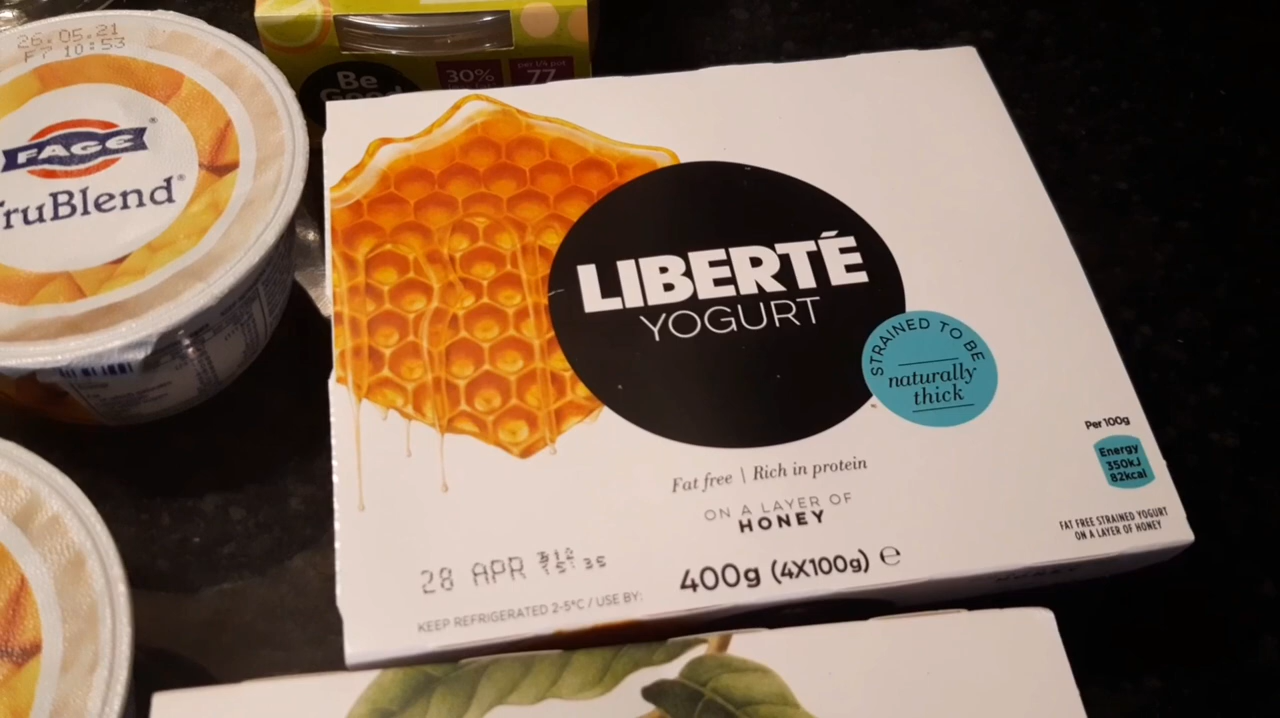 26.05.21
F7 10:53
FAGE
TruBlend
Be
Good
30%
per 1/4 pot
77
LIBERTÉ
YOGURT
STRAINED TO BE
naturally
thick
Per 100g
Energy
350kJ
82kcal
Fat free | Rich in protein
ON A LAYER OF
HONEY
FAT FREE STRAINED YOGURT
ON A LAYER OF HONEY
28 APR
400g (4X100g) e
KEEP REFRIGERATED 2-5°C / USE BY: